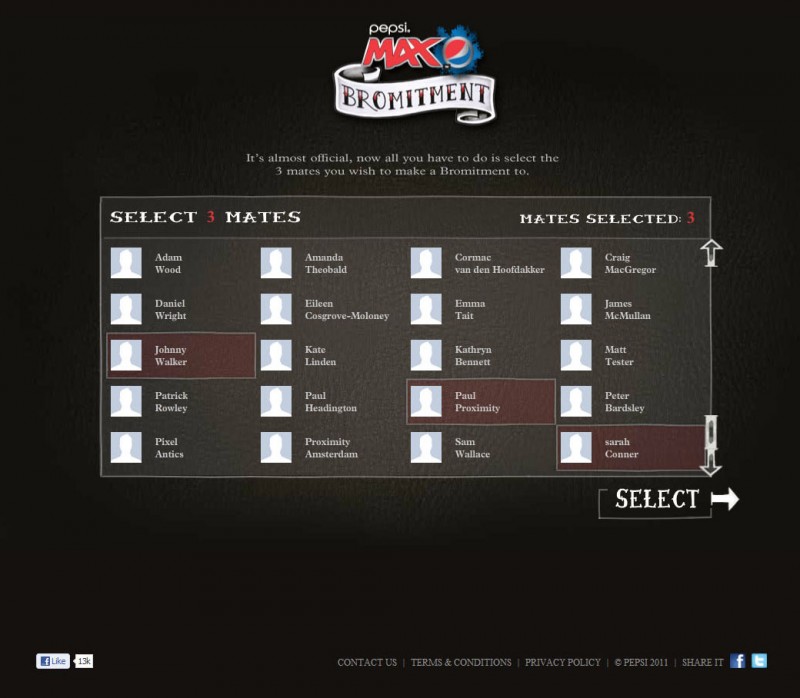 pepsi.
MAX
BROMITMENT
It's almost official, now all you have to do is select the
3 mates you wish to make a Bromitment to.
SELECT 3 MATES
MATES SELECTED: 3
Adam
Wood
Amanda
Theobald
Cormac
van den Hoofdakker
Craig
MacGregor
Daniel
Wright
Eileen
Cosgrove-Moloney
Emma
Tait
James
McMullan
Johnny
Walker
Kate
Linden
Kathryn
Bennett
Matt
Tester
Patrick
Rowley
Paul
Headington
Paul
Proximity
Peter
Bardsley
Pixel
Antics
Proximity
Amsterdam
Sam
Wallace
sarah
Conner
SELECT
Like 13k
CONTACT US | TERMS & CONDITIONS | PRIVACY POLICY | © PEPSI 2011 | SHARE IT